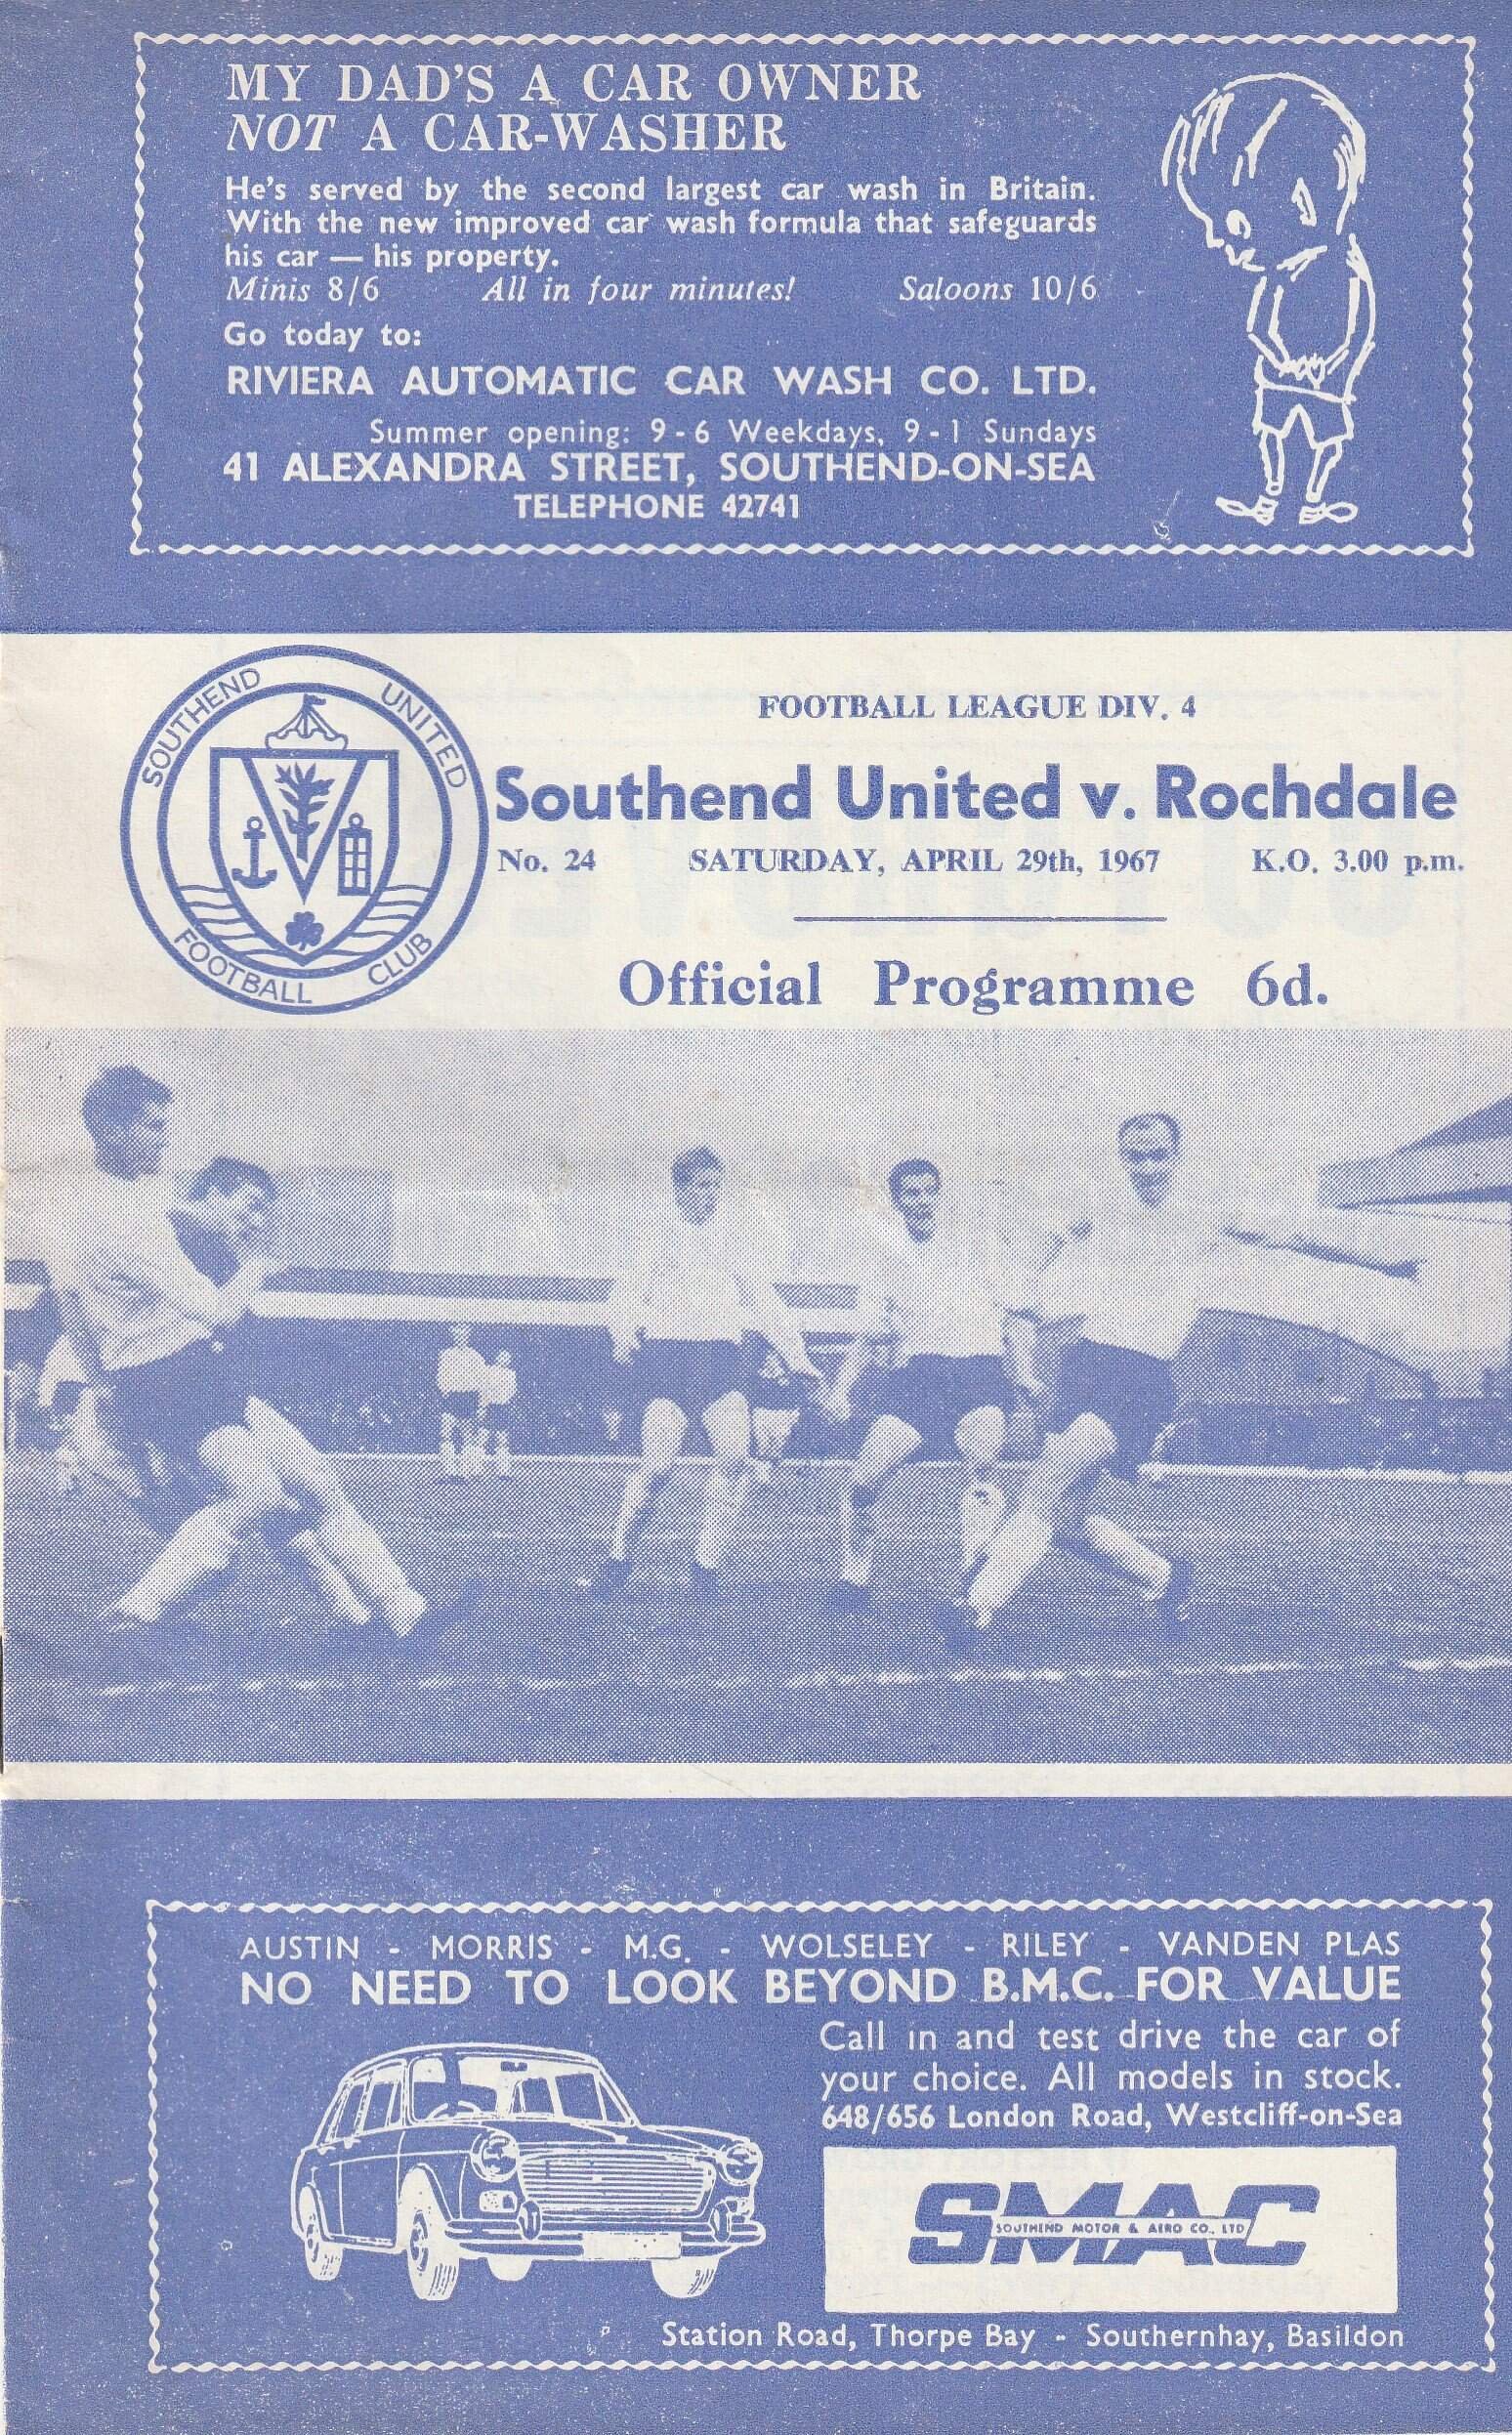 MY DAD'S A CAR OWNER
NOT A CAR-WASHER
He's served by the second largest car wash in Britain.
With the new improved car wash formula that safeguards
his car — his property.
Minis 8/6 All in four minutes! Saloons 10/6
Go today to:
RIVIERA AUTOMATIC CAR WASH CO. LTD.
Summer opening: 9-6 Weekdays, 9-1 Sundays
41 ALEXANDRA STREET, SOUTHEND-ON-SEA
TELEPHONE 42741
SOUTHEND UNITED
FOOTBALL CLUB
FOOTBALL LEAGUE DIV. 4
Southend United v. Rochdale
No. 24 SATURDAY, APRIL 29th, 1967 K.O. 3.00 p.m.
Official Programme 6d.
AUSTIN - MORRIS - M.G. - WOLSELEY - RILEY - VANDEN PLAS
NO NEED TO LOOK BEYOND B.M.C. FOR VALUE
Call in and test drive the car of
your choice. All models in stock.
648/656 London Road, Westcliff-on-Sea
SMAC
SOUTHEND MOTOR & AERO CO., LTD
Station Road, Thorpe Bay - Southernhay, Basildon